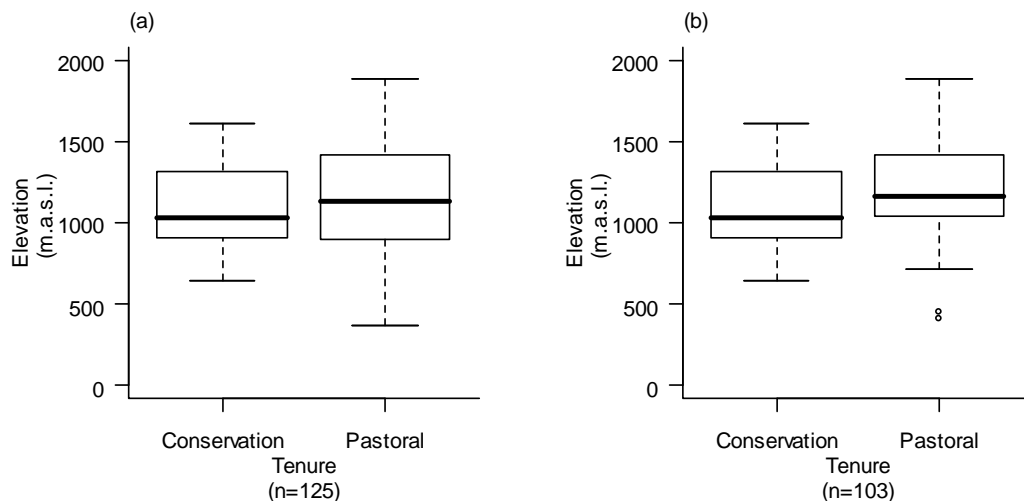 (a)
2000
1500
1000
500
0
Elevation
(m.a.s.l.)
Conservation Pastoral
Tenure
(n=125)
(b)
2000
1500
1000
500
0
Elevation
(m.a.s.l.)
Conservation Pastoral
Tenure
(n=103)